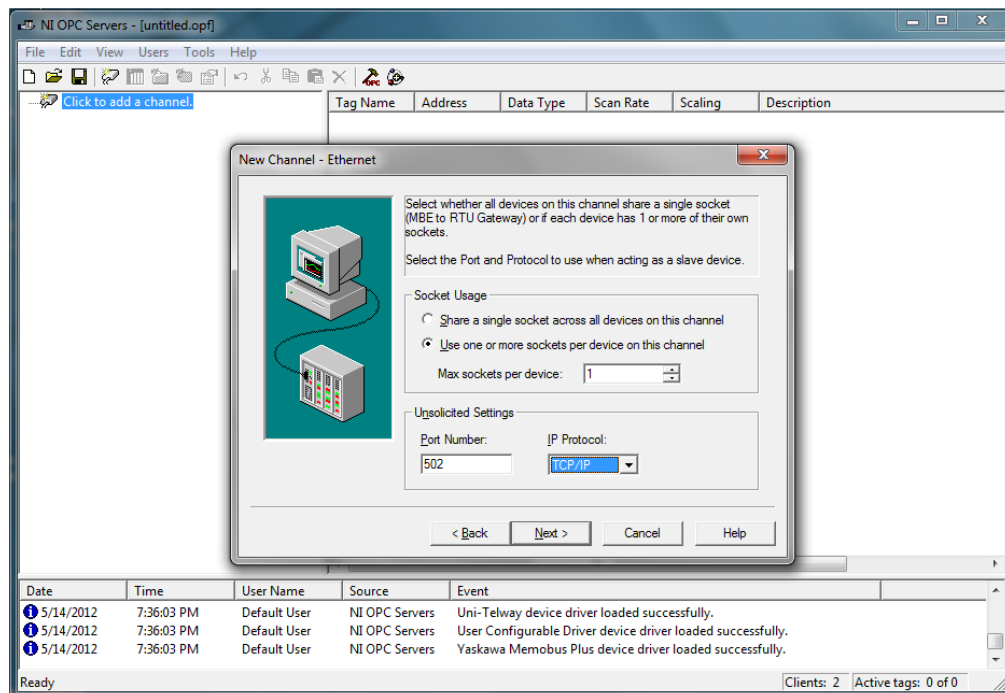 NI OPC Servers - [untitled.opf]
File Edit View Users Tools Help
Click to add a channel.
Tag Name Address Data Type Scan Rate Scaling Description
New Channel - Ethernet
Select whether all devices on this channel share a single socket
(MBE to RTU Gateway) or if each device has 1 or more of their own
sockets.
Select the Port and Protocol to use when acting as a slave device.
Socket Usage
Share a single socket across all devices on this channel
Use one or more sockets per device on this channel
Max sockets per device: 1
Unsolicited Settings
Port Number: IP Protocol:
502 TCP/IP
< Back Next > Cancel Help
Date Time User Name Source Event
5/14/2012 7:36:03 PM Default User NI OPC Servers Uni-Telway device driver loaded successfully.
5/14/2012 7:36:03 PM Default User NI OPC Servers User Configurable Driver device driver loaded successfully.
5/14/2012 7:36:03 PM Default User NI OPC Servers Yaskawa Memobus Plus device driver loaded successfully.
Ready Clients: 2 Active tags: 0 of 0